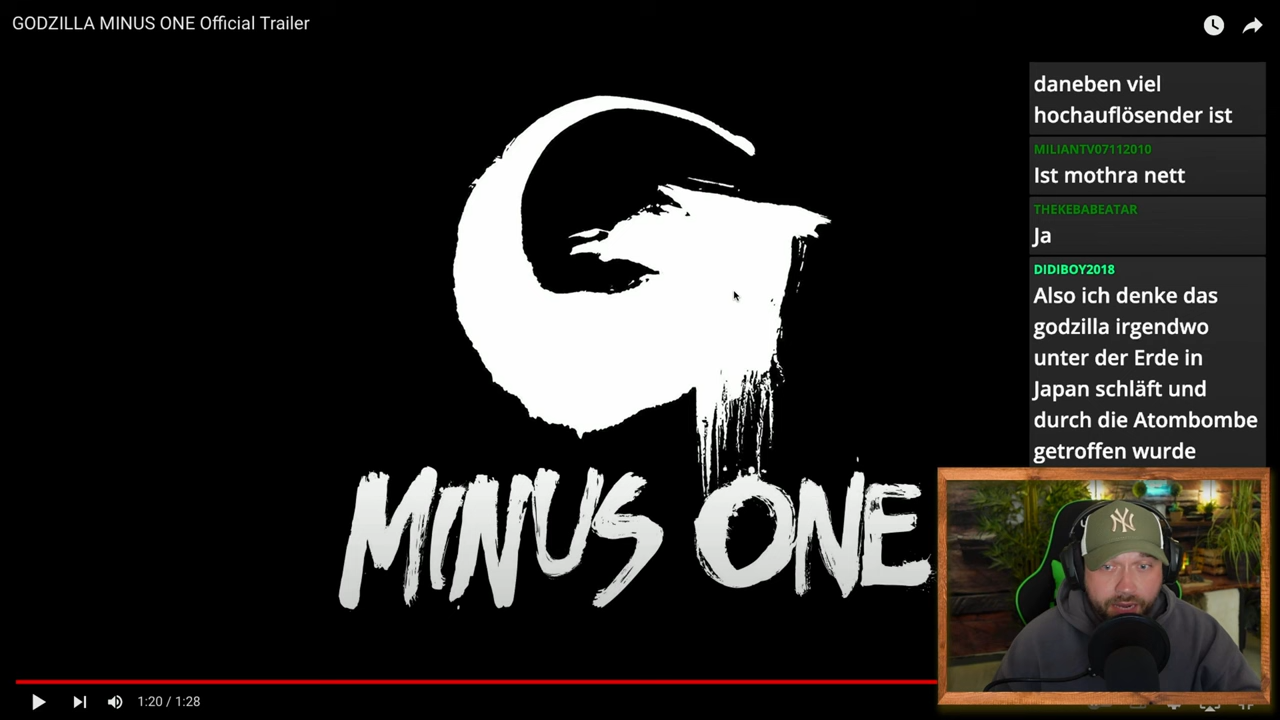 GODZILLA MINUS ONE Official Trailer
daneben viel
hochauflösender ist
MILIANTV07112010
Ist mothra nett
THEKEBABEATAR
Ja
DIDIBOY2018
Also ich denke das
godzilla irgendwo
unter der Erde in
Japan schläft und
durch die Atombombe
getroffen wurde
G
MINUS ONE
NY
1:20 / 1:28